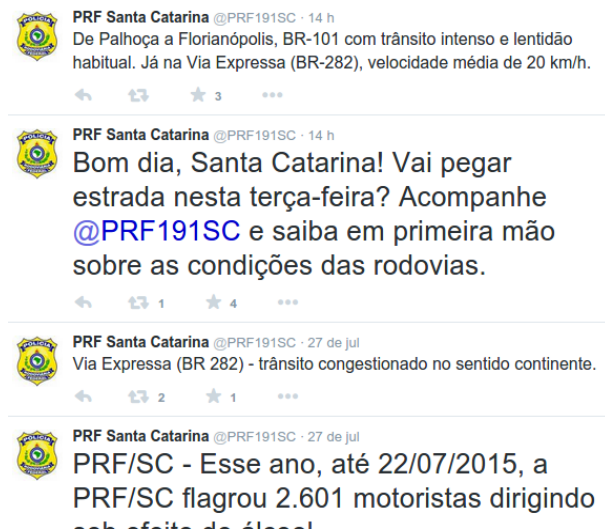 PRF Santa Catarina @PRF191SC · 14 h
De Palhoça a Florianópolis, BR-101 com trânsito intenso e lentidão
habitual. Já na Via Expressa (BR-282), velocidade média de 20 km/h.
3
PRF Santa Catarina @PRF191SC · 14 h
Bom dia, Santa Catarina! Vai pegar
estrada nesta terça-feira? Acompanhe
@PRF191SC e saiba em primeira mão
sobre as condições das rodovias.
1 4
PRF Santa Catarina @PRF191SC · 27 de jul
Via Expressa (BR 282) - trânsito congestionado no sentido continente.
2 1
PRF Santa Catarina @PRF191SC · 27 de jul
PRF/SC - Esse ano, até 22/07/2015, a
PRF/SC flagrou 2.601 motoristas dirigindo
sob efeito de álcool